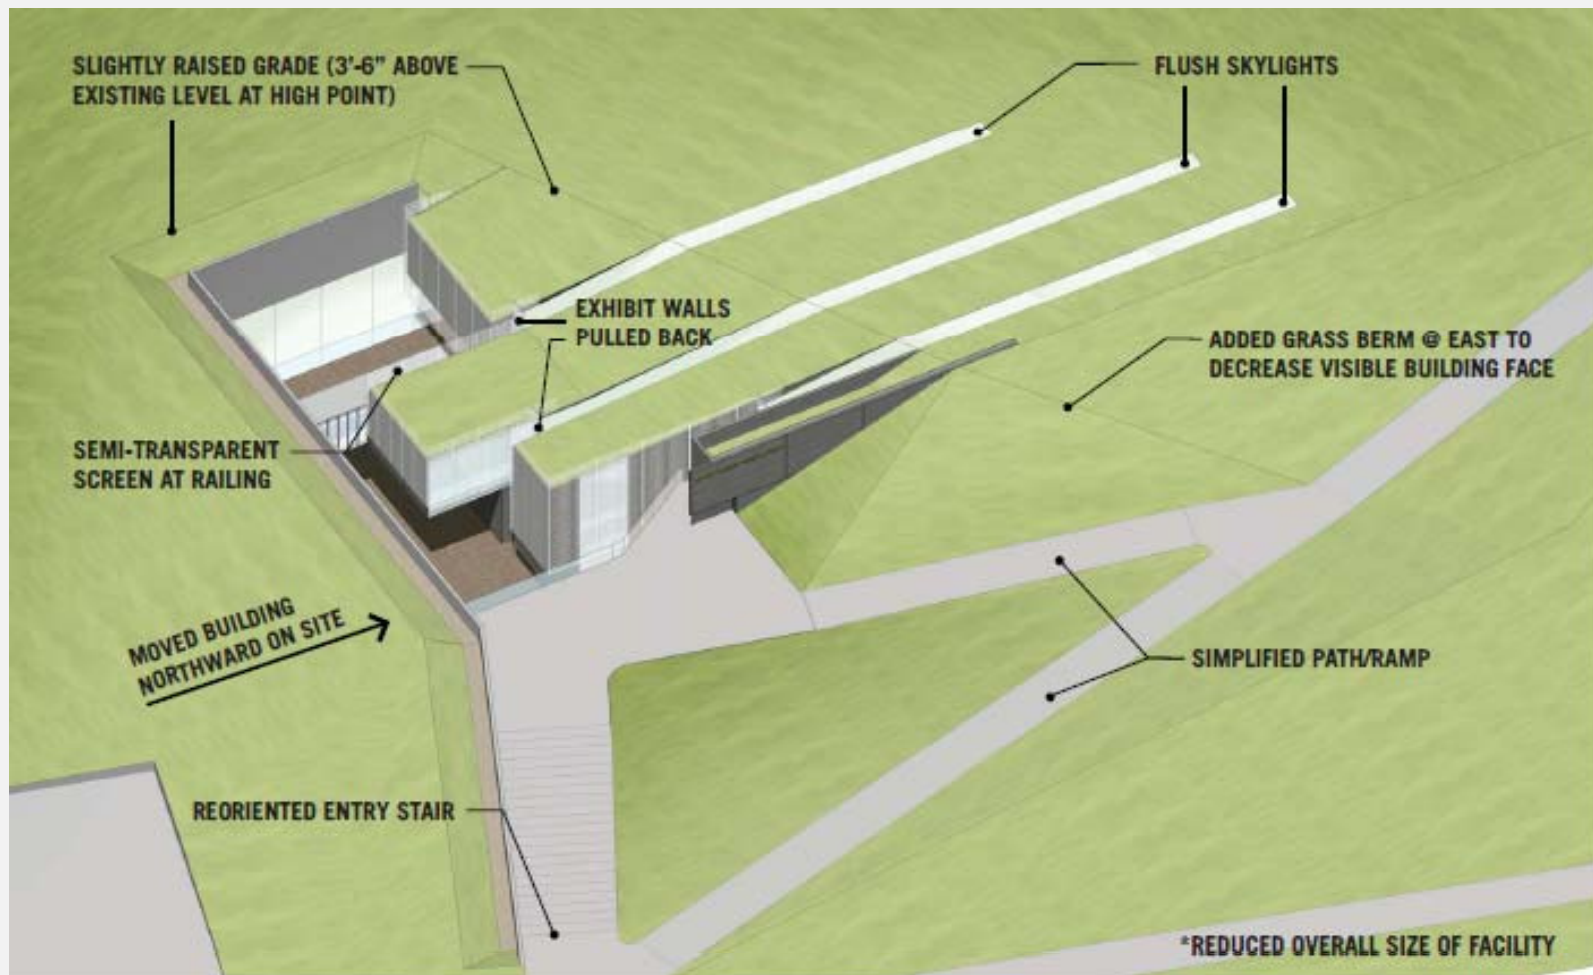 SLIGHTLY RAISED GRADE (3'-6” ABOVE
EXISTING LEVEL AT HIGH POINT)
FLUSH SKYLIGHTS
EXHIBIT WALLS
PULLED BACK
ADDED GRASS BERM @ EAST TO
DECREASE VISIBLE BUILDING FACE
SEMI-TRANSPARENT
SCREEN AT RAILING
MOVED BUILDING
NORTHWARD ON SITE
SIMPLIFIED PATH/RAMP
REORIENTED ENTRY STAIR
*REDUCED OVERALL SIZE OF FACILITY